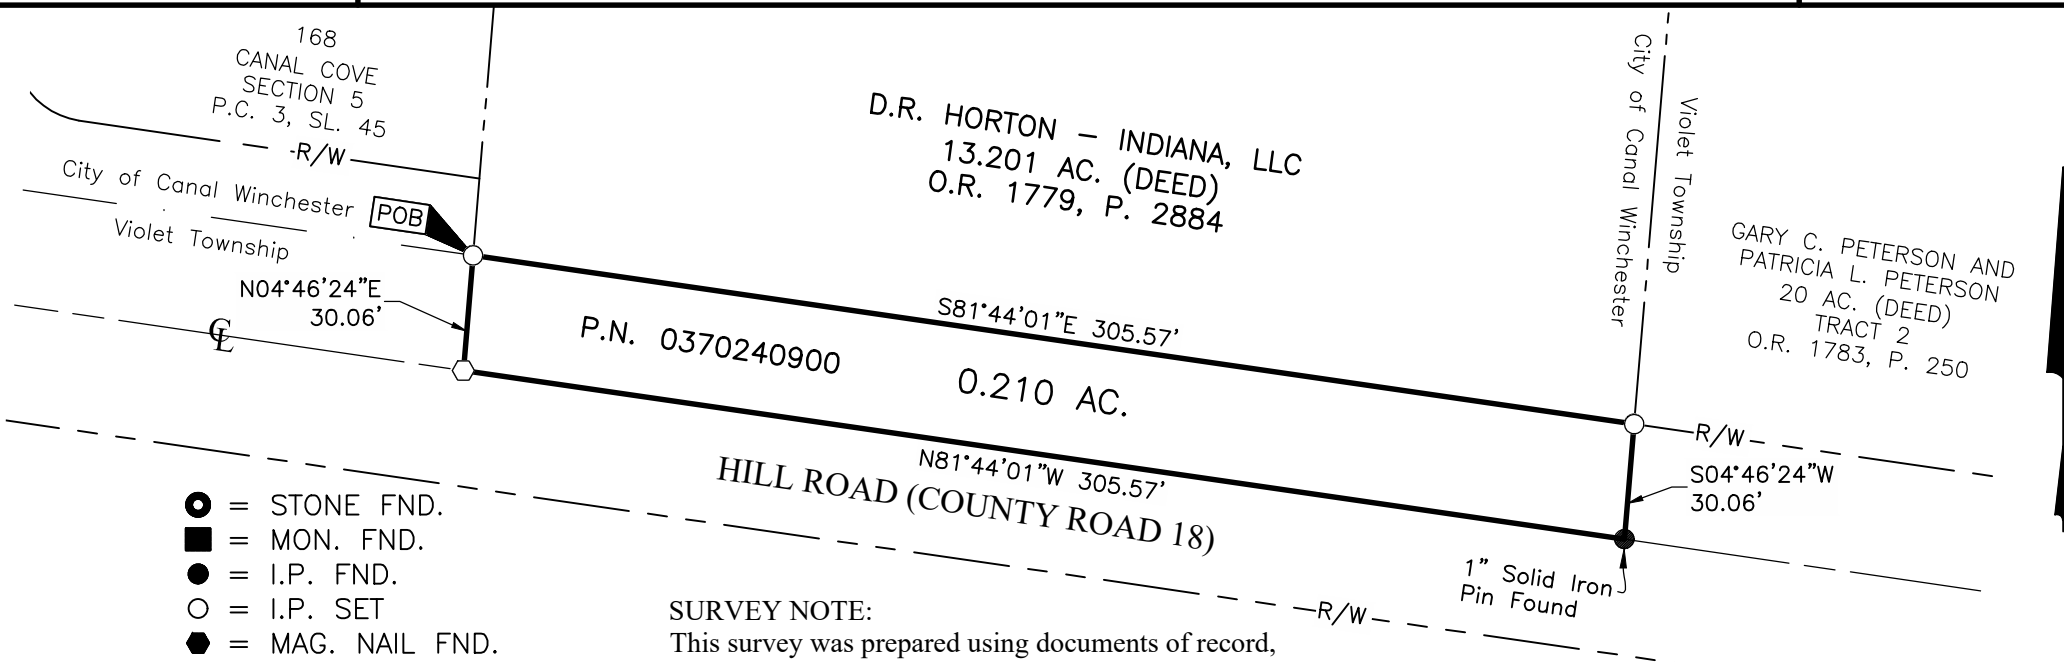 168
CANAL COVE
SECTION 5
P.C. 3, SL. 45
R/W
City of Canal Winchester
Violet Township
POB
N04°46'24"E
30.06'
℄
D.R. HORTON – INDIANA, LLC
13.201 AC. (DEED)
O.R. 1779, P. 2884
City of Canal Winchester
Violet Township
GARY C. PETERSON AND
PATRICIA L. PETERSON
20 AC. (DEED)
TRACT 2
O.R. 1783, P. 250
S81°44'01"E 305.57'
P.N. 0370240900
0.210 AC.
N81°44'01"W 305.57'
HILL ROAD (COUNTY ROAD 18)
R/W
S04°46'24"W
30.06'
1" Solid Iron
Pin Found
R/W
= STONE FND.
= MON. FND.
= I.P. FND.
= I.P. SET
= MAG. NAIL FND.
SURVEY NOTE:
This survey was prepared using documents of record,